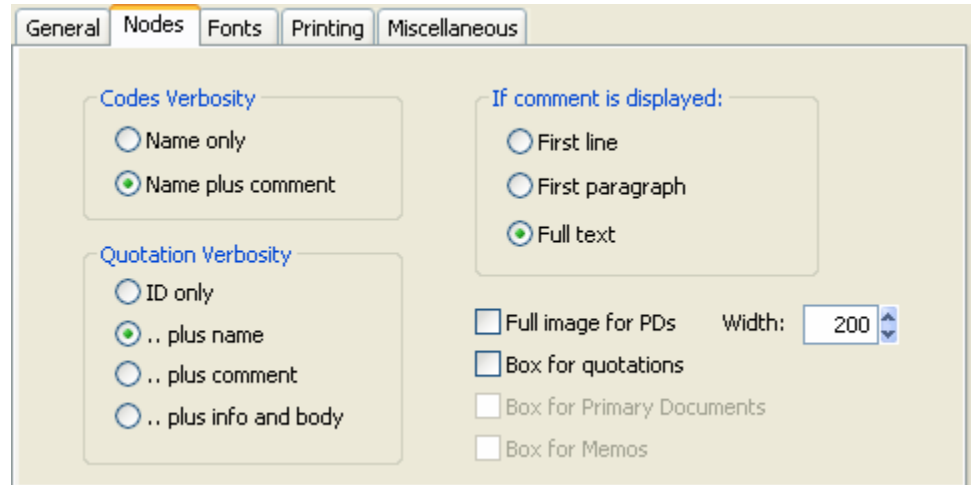 General Nodes Fonts Printing Miscellaneous
Codes Verbosity
Name only
Name plus comment
Quotation Verbosity
ID only
.. plus name
.. plus comment
.. plus info and body
If comment is displayed:
First line
First paragraph
Full text
Full image for PDs Width: 200
Box for quotations
Box for Primary Documents
Box for Memos